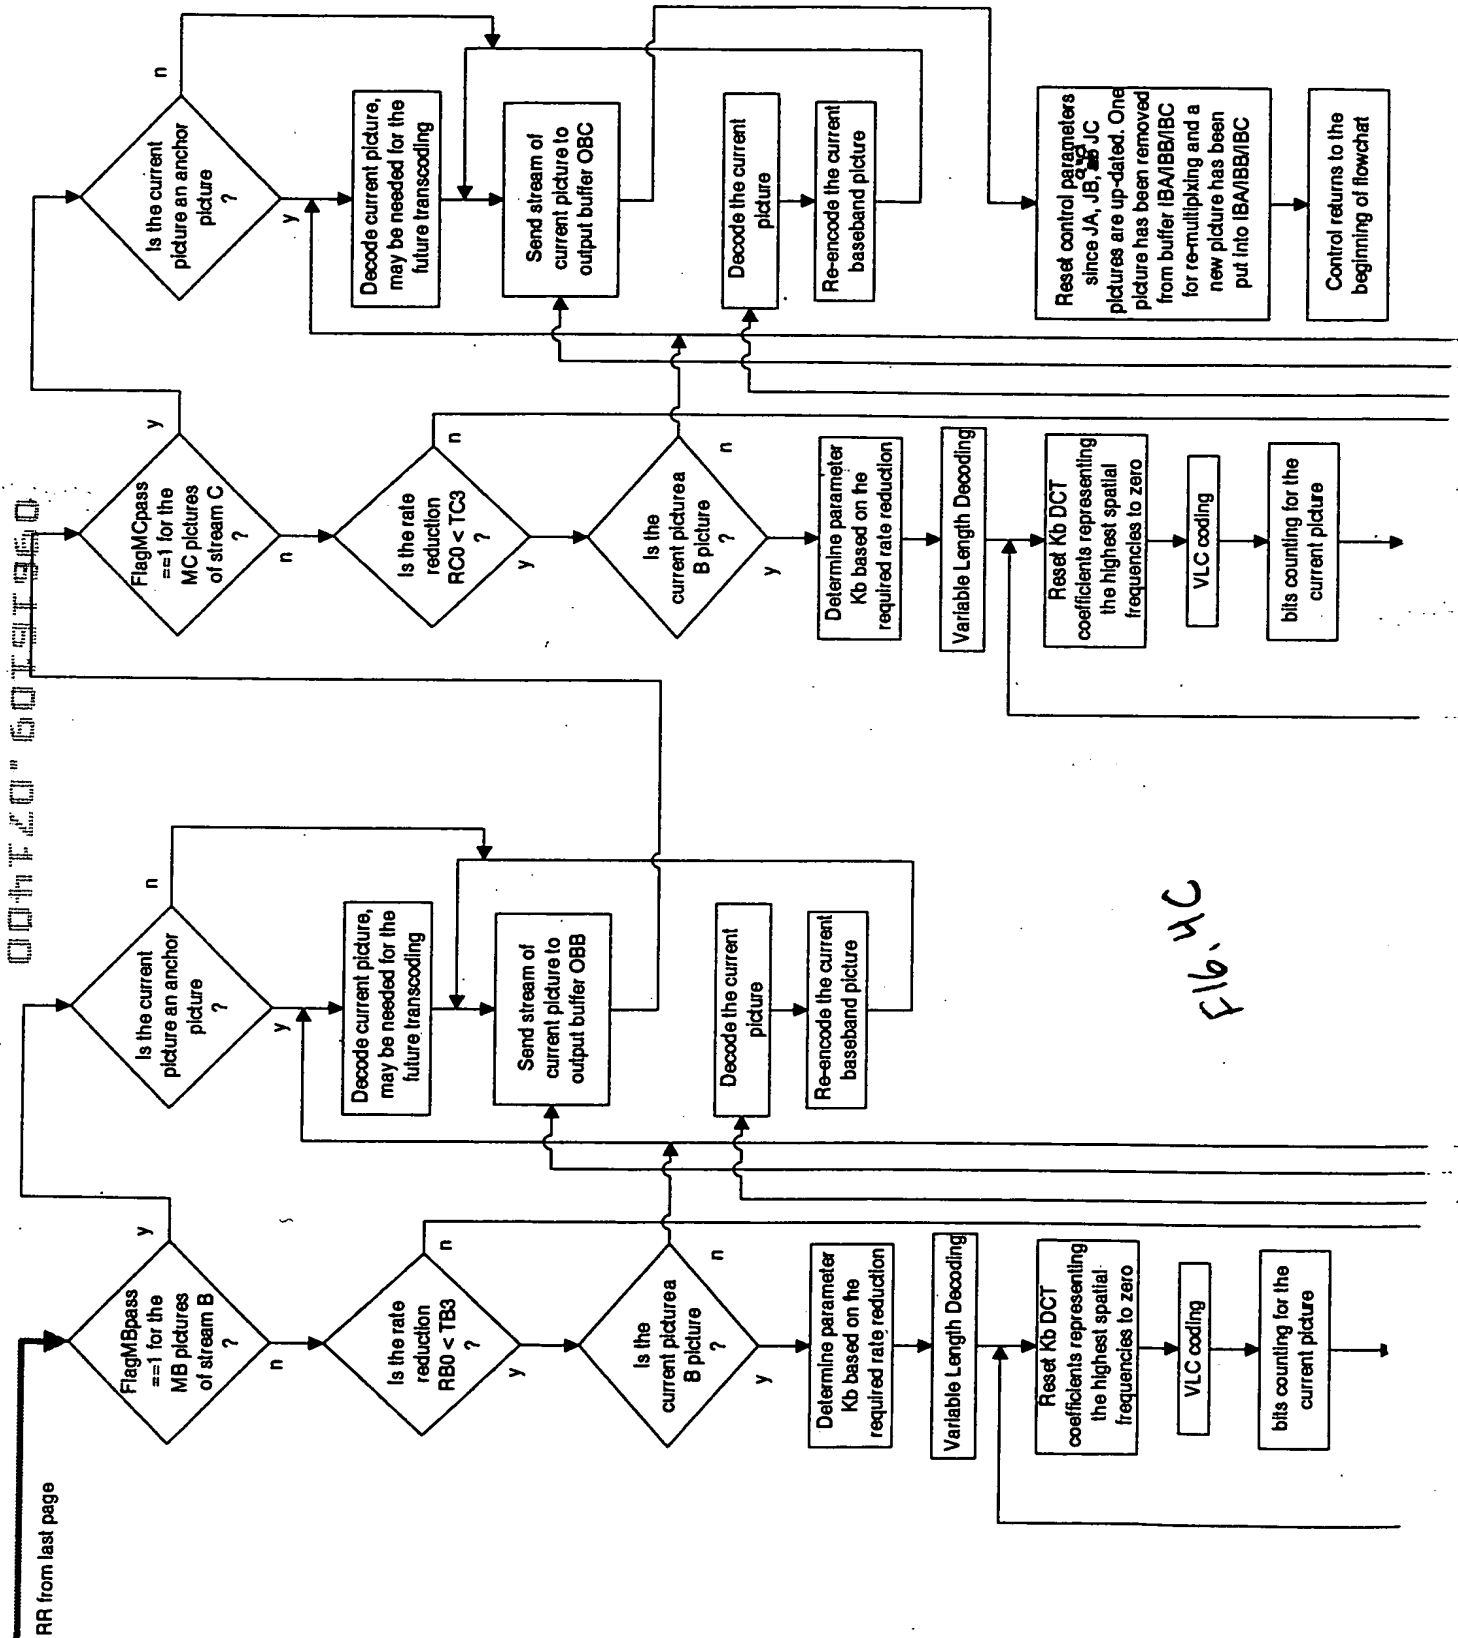 RR from last page
FlagMBpass
==1 for the
MB pictures
of stream B
?
y
n
Is the rate
reduction
RB0 < TB3
?
n
y
Is the
current picturea
B picture
?
n
y
Determine parameter
Kb based on the
required rate reduction
Variable Length Decoding
Reset Kb DCT
coefficients representing
the highest spatial
frequencies to zero
VLC coding
bits counting for the
current picture
Is the current
picture an anchor
picture
?
n
y
Decode current picture,
may be needed for the
future transcoding
Send stream of
current picture to
output buffer OBB
Decode the current
picture
Re-encode the current
baseband picture
FlagMCpass
==1 for the
MC pictures
of stream C
?
y
n
Is the rate
reduction
RC0 < TC3
?
n
y
Is the
current picturea
B picture
?
n
y
Determine parameter
Kb based on the
required rate reduction
Variable Length Decoding
Reset Kb DCT
coefficients representing
the highest spatial
frequencies to zero
VLC coding
bits counting for the
current picture
Is the current
picture an anchor
picture
?
n
y
Decode current picture,
may be needed for the
future transcoding
Send stream of
current picture to
output buffer OBC
Decode the current
picture
Re-encode the current
baseband picture
Reset control parameters
since JA, JB, and JC
pictures are up-dated. One
picture has been removed
from buffer IBA/IBB/IBC
for re-multiplxing and a
new picture has been
put into IBA/IBB/IBC
Control returns to the
beginning of flowchat
FIG. 4C